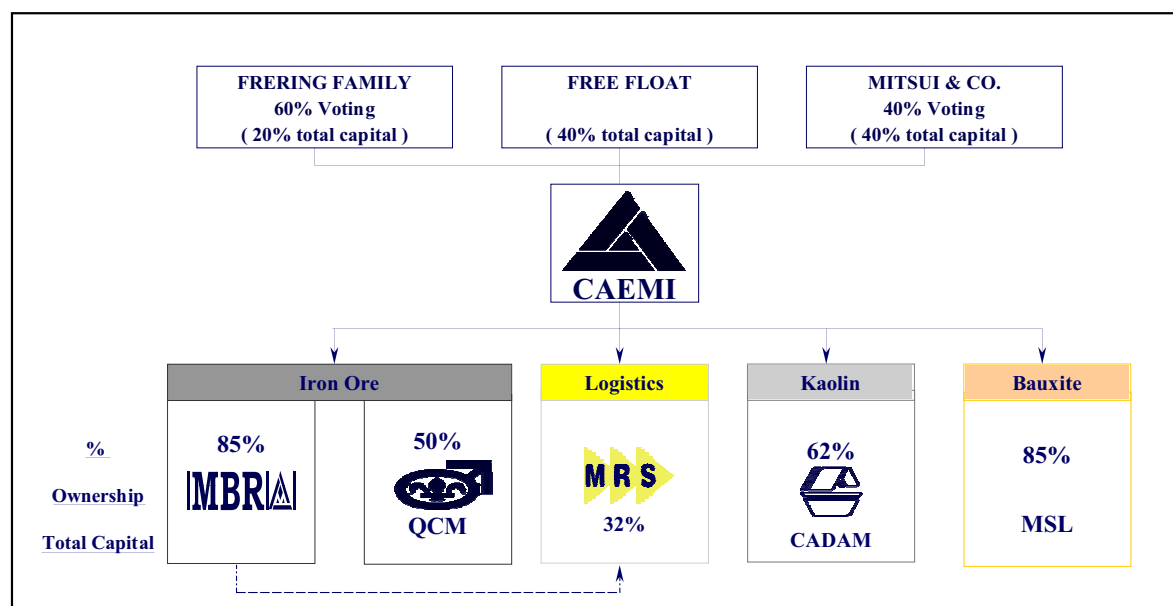 FRERING FAMILY
60% Voting
( 20% total capital )
FREE FLOAT
( 40% total capital )
MITSUI & CO.
40% Voting
( 40% total capital )
CAEMI
Iron Ore
Logistics
Kaolin
Bauxite
%
Ownership
Total Capital
85%
MBR
50%
QCM
MRS
32%
62%
CADAM
85%
MSL